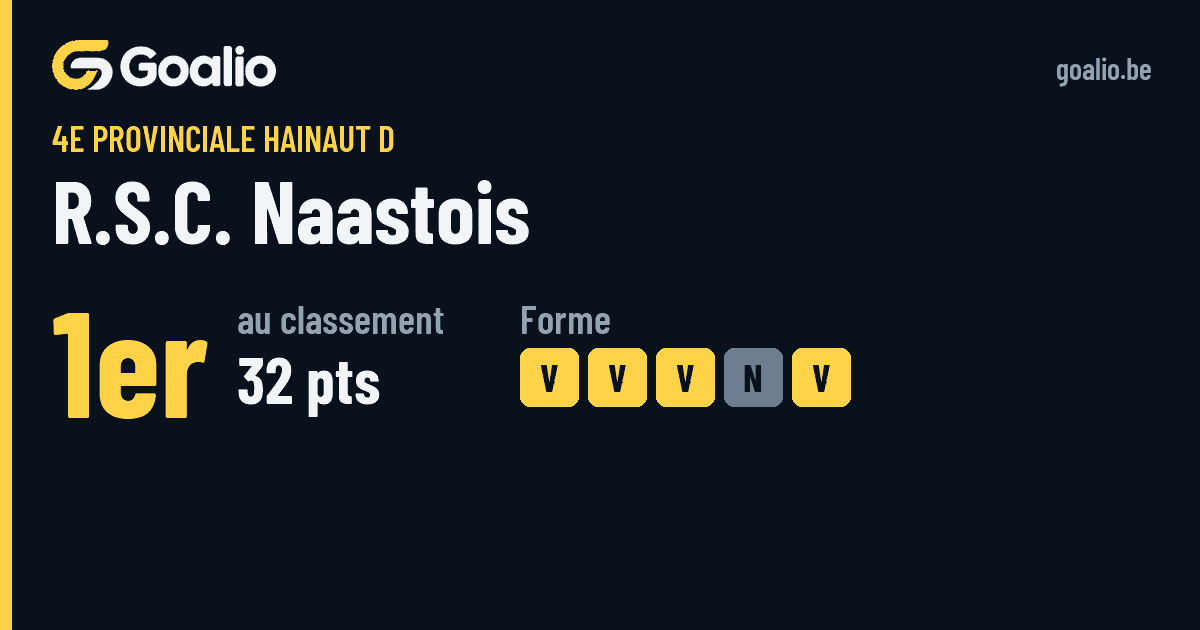 Goalio
goalio.be
4E PROVINCIALE HAINAUT D
R.S.C. Naastois
1er
au classement
32 pts
Forme
V V V N V